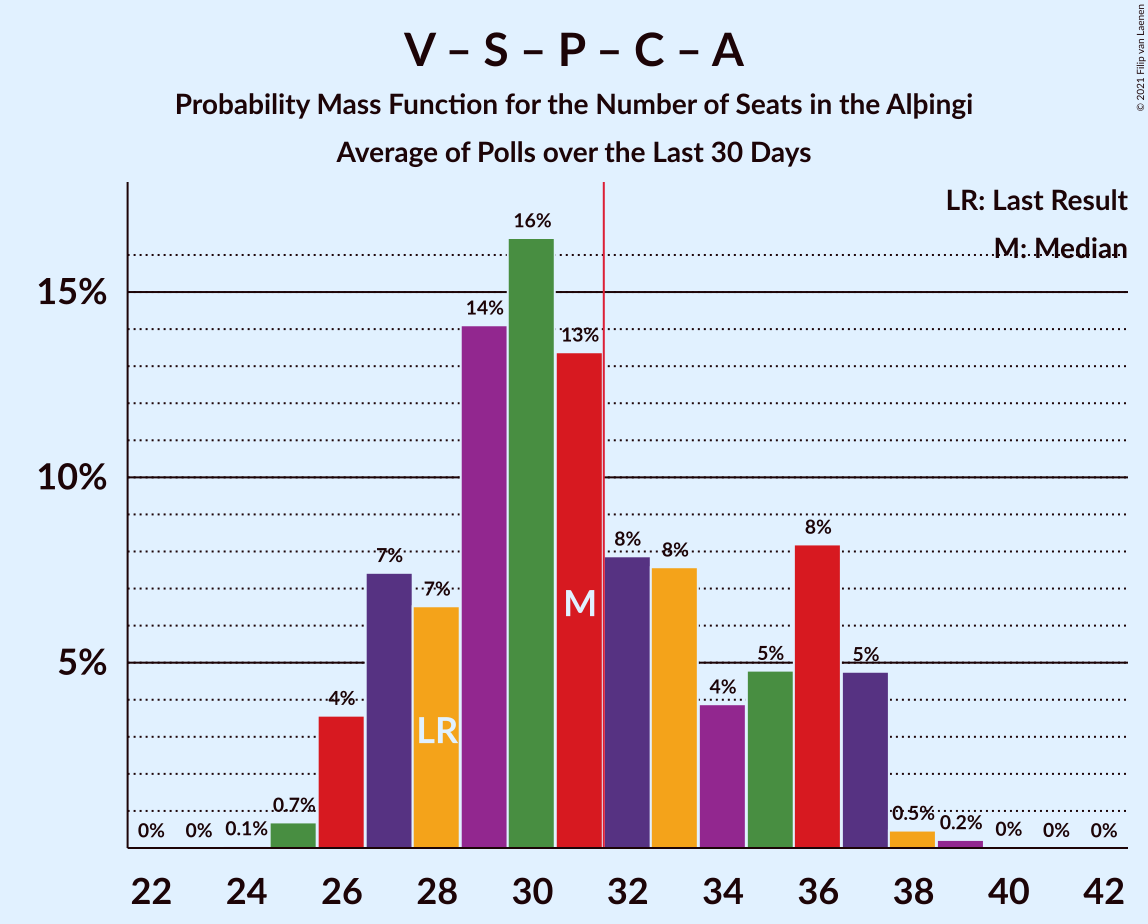 V – S – P – C – A
Probability Mass Function for the Number of Seats in the Alþingi
Average of Polls over the Last 30 Days
© 2021 Filip van Laenen
LR: Last Result
M: Median
15%
10%
5%
0%
0%
0.1%
0.7%
4%
7%
7%
14%
16%
13%
8%
8%
4%
5%
8%
5%
0.5%
0.2%
0%
0%
0%
LR
M
22 24 26 28 30 32 34 36 38 40 42